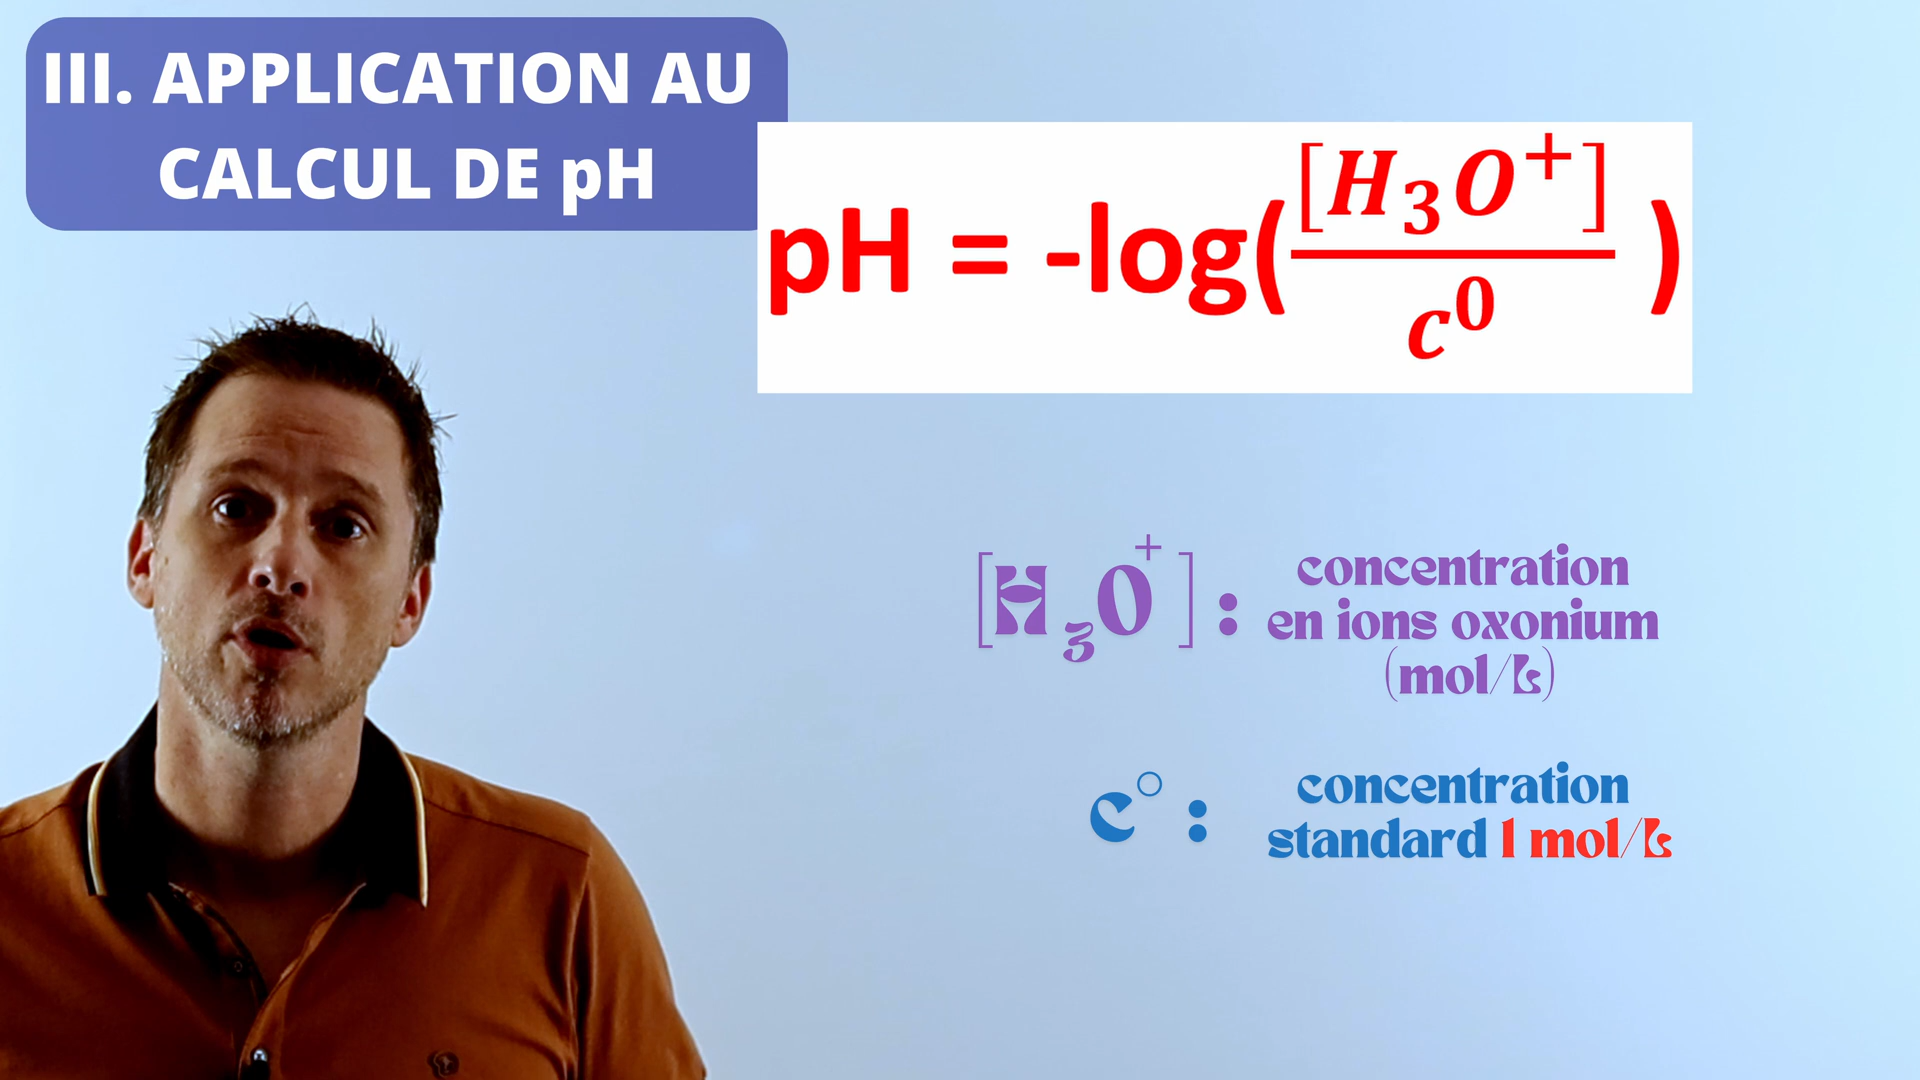 III. APPLICATION AU
CALCUL DE pH
pH = -log([H₃O⁺]/c⁰)
[H₃O⁺] : concentration
en ions oxonium
(mol/L)
c° : concentration
standard 1 mol/L